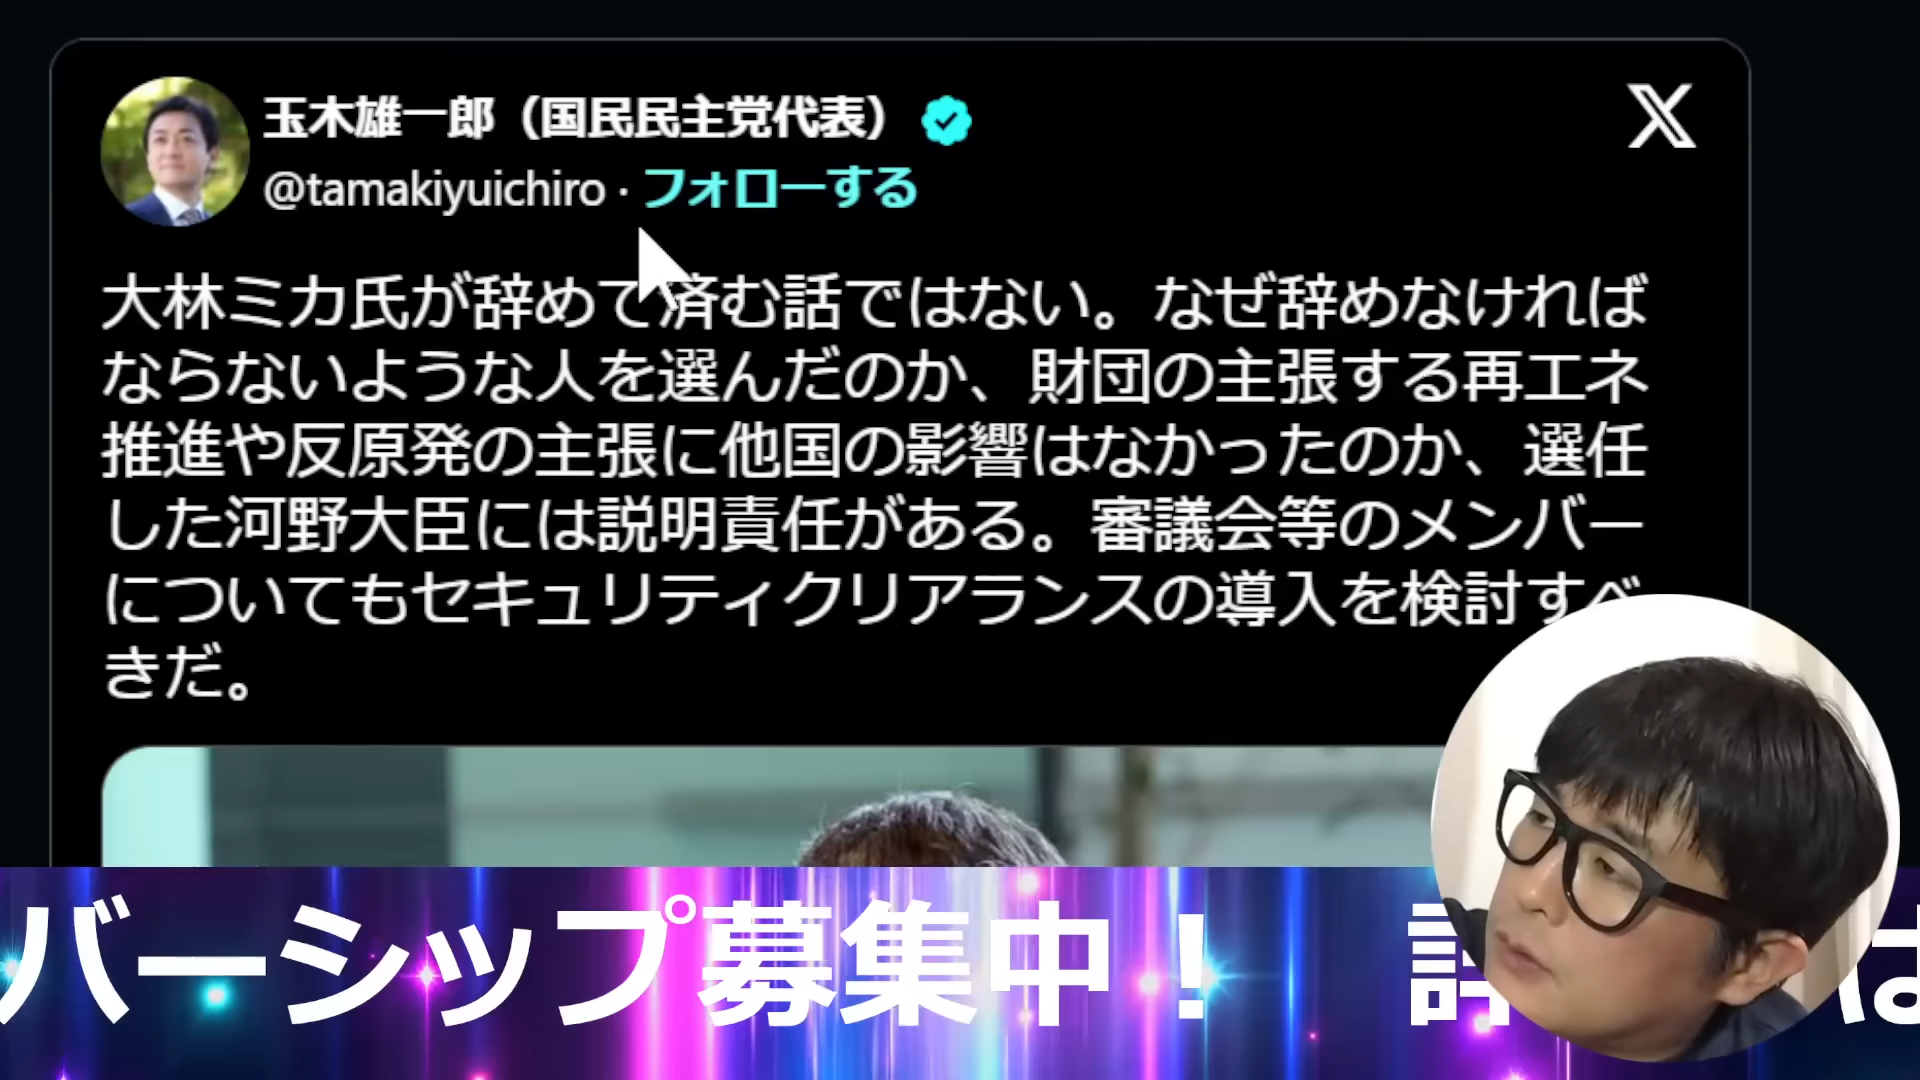 玉木雄一郎（国民民主党代表）
@tamakiyuichiro · フォローする
大林ミカ氏が辞めて済む話ではない。なぜ辞めなければ
ならないような人を選んだのか、財団の主張する再エネ
推進や反原発の主張に他国の影響はなかったのか、選任
した河野大臣には説明責任がある。審議会等のメンバー
についてもセキュリティクリアランスの導入を検討すべ
きだ。
バーシップ募集中！ は